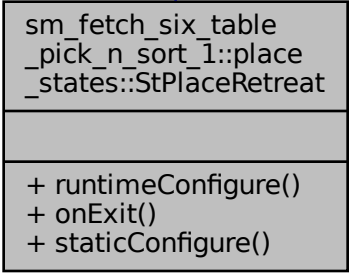 sm_fetch_six_table
_pick_n_sort_1::place
_states::StPlaceRetreat
+ runtimeConfigure()
+ onExit()
+ staticConfigure()